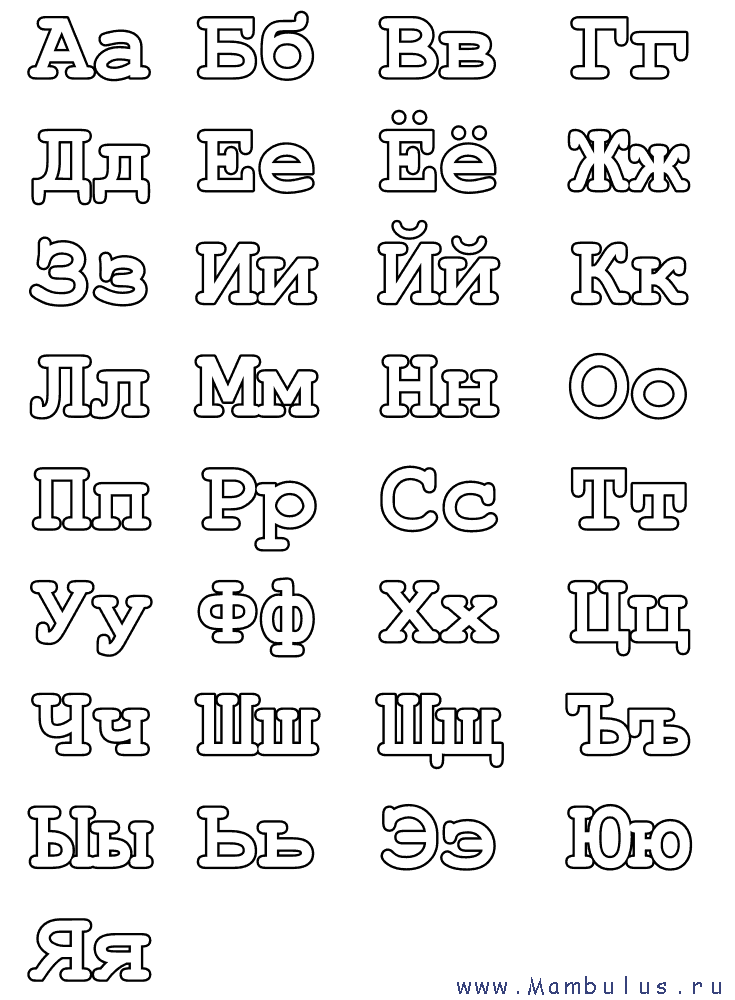 Аа Бб Вв Гг
Дд Ее Ёё Жж
Зз Ии Йй Кк
Лл Мм Нн Оо
Пп Рр Сс Тт
Уу Фф Хх Цц
Чч Шш Щщ Ъъ
Ыы Ьь Ээ Юю
Яя
www.Mambulus.ru